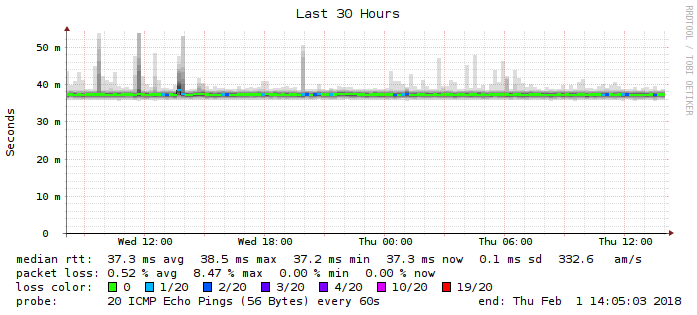 Last 30 Hours
RRDTOOL / TOBI OETIKER
Seconds
50 m
40 m
30 m
20 m
10 m
0
Wed 12:00 Wed 18:00 Thu 00:00 Thu 06:00 Thu 12:00
median rtt: 37.3 ms avg 38.5 ms max 37.2 ms min 37.3 ms now 0.1 ms sd 332.6 am/s
packet loss: 0.52 % avg 8.47 % max 0.00 % min 0.00 % now
loss color: 0 1/20 2/20 3/20 4/20 10/20 19/20
probe: 20 ICMP Echo Pings (56 Bytes) every 60s end: Thu Feb 1 14:05:03 2018